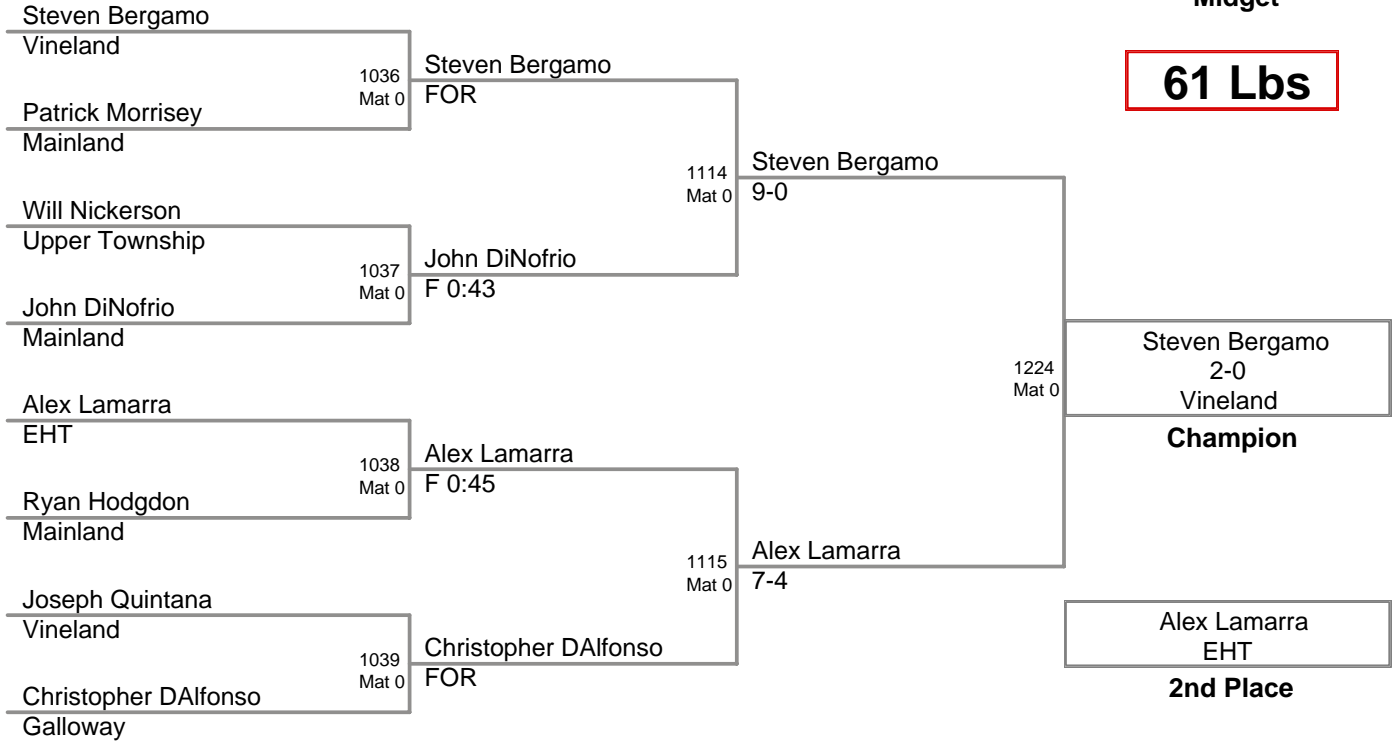 Midget
61 Lbs
Steven Bergamo
Vineland
Patrick Morrisey
Mainland
Will Nickerson
Upper Township
John DiNofrio
Mainland
Alex Lamarra
EHT
Ryan Hodgdon
Mainland
Joseph Quintana
Vineland
Christopher DAlfonso
Galloway
1036
Mat 0
Steven Bergamo
FOR
1037
Mat 0
John DiNofrio
F 0:43
1038
Mat 0
Alex Lamarra
F 0:45
1039
Mat 0
Christopher DAlfonso
FOR
1114
Mat 0
Steven Bergamo
9-0
1115
Mat 0
Alex Lamarra
7-4
1224
Mat 0
Steven Bergamo
2-0
Vineland
Champion
Alex Lamarra
EHT
2nd Place